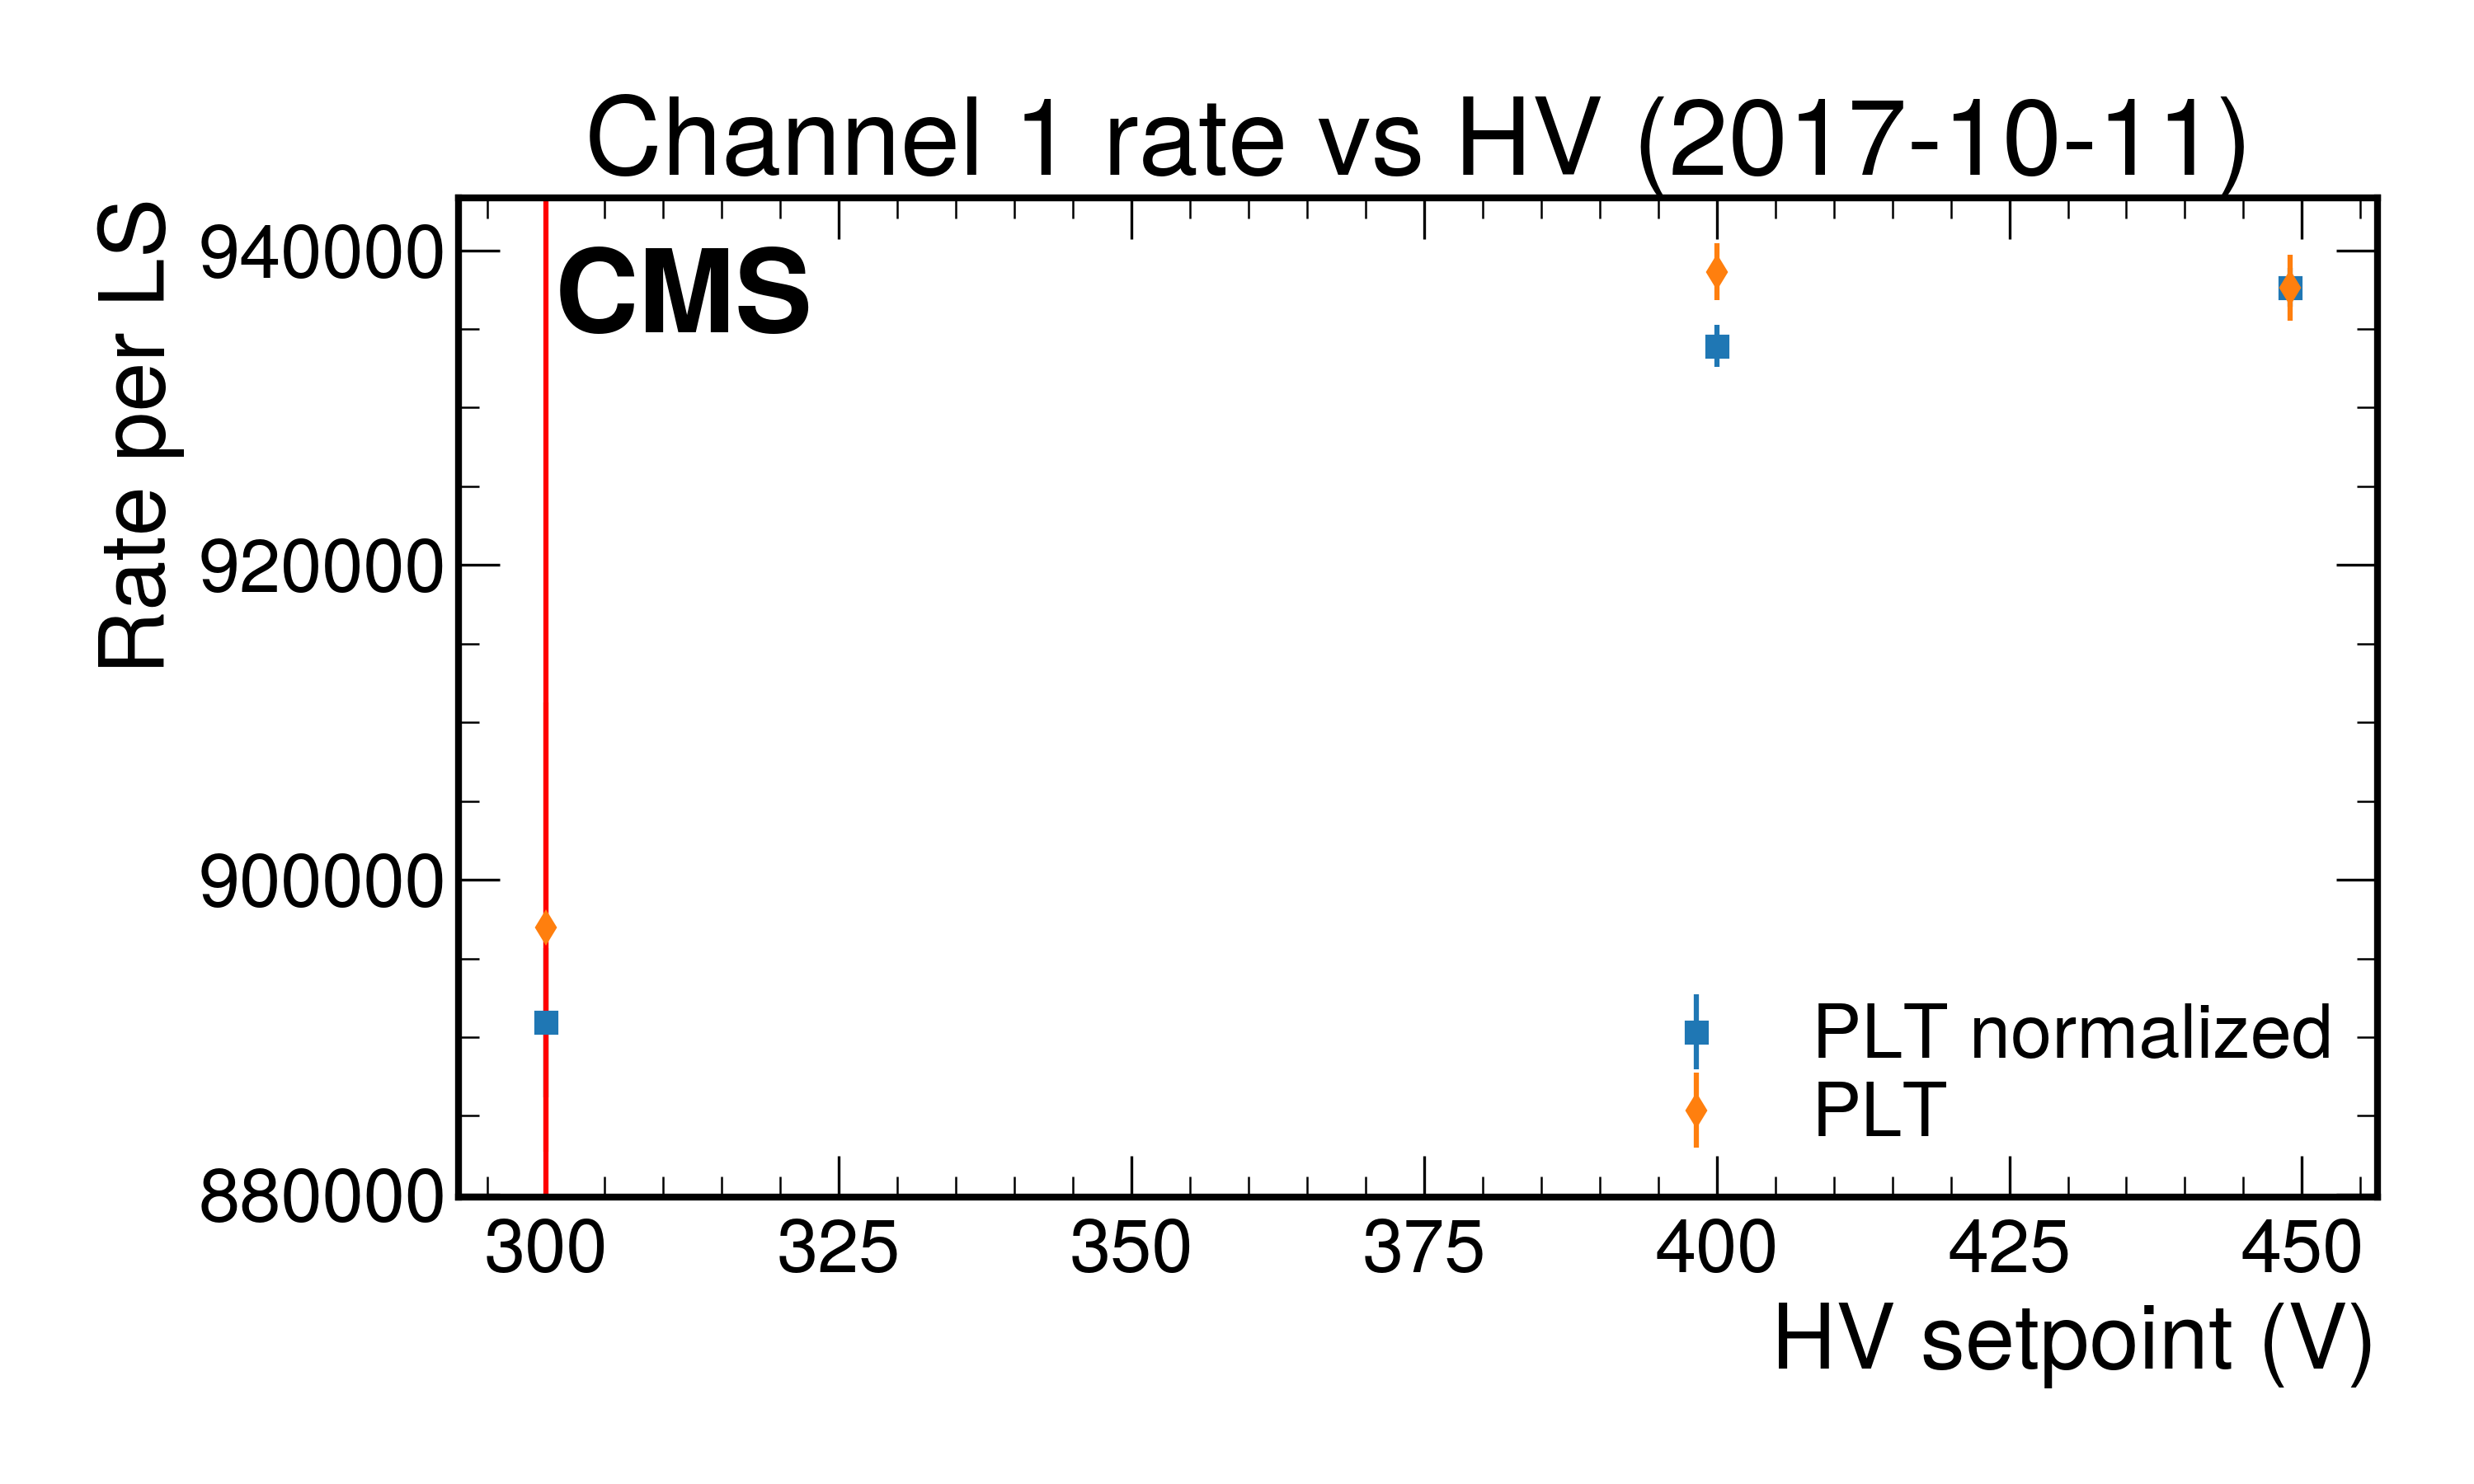 Channel 1 rate vs HV (2017-10-11)
CMS
Rate per LS
940000
920000
900000
880000
PLT normalized
PLT
300 325 350 375 400 425 450
HV setpoint (V)